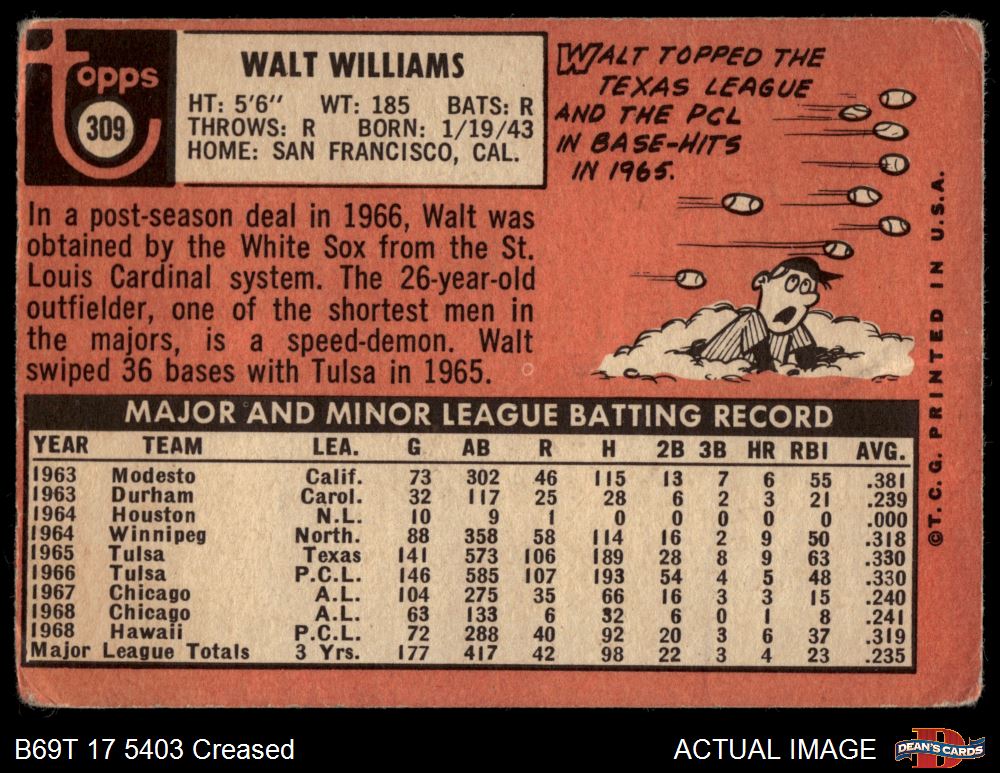 Topps
309
WALT WILLIAMS
HT: 5'6" WT: 185 BATS: R
THROWS: R BORN: 1/19/43
HOME: SAN FRANCISCO, CAL.
WALT TOPPED THE
TEXAS LEAGUE
AND THE PCL
IN BASE-HITS
IN 1965.
In a post-season deal in 1966, Walt was
obtained by the White Sox from the St.
Louis Cardinal system. The 26-year-old
outfielder, one of the shortest men in
the majors, is a speed-demon. Walt
swiped 36 bases with Tulsa in 1965.
MAJOR AND MINOR LEAGUE BATTING RECORD
YEAR TEAM LEA. G AB R H 2B 3B HR RBI AVG.
1963 Modesto Calif. 73 302 46 115 13 7 6 55 .381
1963 Durham Carol. 32 117 25 28 6 2 3 21 .239
1964 Houston N.L. 10 9 1 0 0 0 0 0 .000
1964 Winnipeg North. 88 358 58 114 16 2 9 50 .318
1965 Tulsa Texas 141 573 106 189 28 8 9 63 .330
1966 Tulsa P.C.L. 146 585 107 193 54 4 5 48 .330
1967 Chicago A.L. 104 275 35 66 16 3 3 15 .240
1968 Chicago A.L. 63 133 6 32 6 0 1 8 .241
1968 Hawaii P.C.L. 72 288 40 92 20 3 6 37 .319
Major League Totals 3 Yrs. 177 417 42 98 22 3 4 23 .235
©T. C. G. PRINTED IN U.S.A.
B69T 17 5403 Creased
ACTUAL IMAGE
DEAN'S CARDS